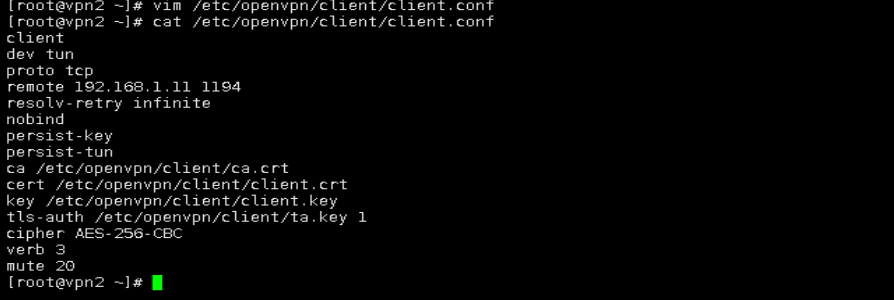 [root@vpn2 ~]# vim /etc/openvpn/client/client.conf
[root@vpn2 ~]# cat /etc/openvpn/client/client.conf
client
dev tun
proto tcp
remote 192.168.1.11 1194
resolv-retry infinite
nobind
persist-key
persist-tun
ca /etc/openvpn/client/ca.crt
cert /etc/openvpn/client/client.crt
key /etc/openvpn/client/client.key
tls-auth /etc/openvpn/client/ta.key 1
cipher AES-256-CBC
verb 3
mute 20
[root@vpn2 ~]#